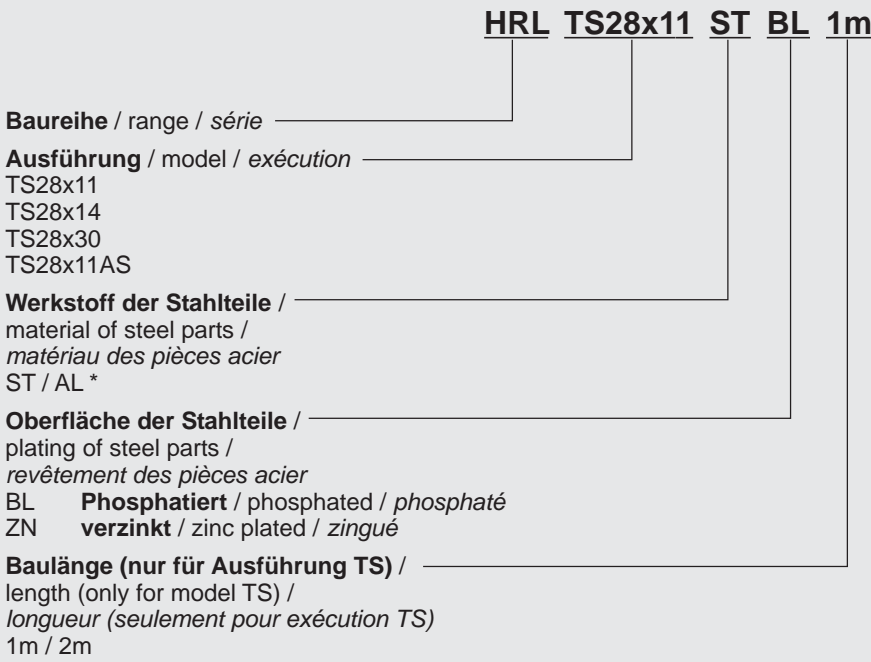 HRL TS28x11 ST BL 1m
Baureihe / range / série
Ausführung / model / exécution
TS28x11
TS28x14
TS28x30
TS28x11AS
Werkstoff der Stahlteile /
material of steel parts /
matériau des pièces acier
ST / AL *
Oberfläche der Stahlteile /
plating of steel parts /
revêtement des pièces acier
BL Phosphatiert / phosphated / phosphaté
ZN verzinkt / zinc plated / zingué
Baulänge (nur für Ausführung TS) /
length (only for model TS) /
longueur (seulement pour exécution TS)
1m / 2m